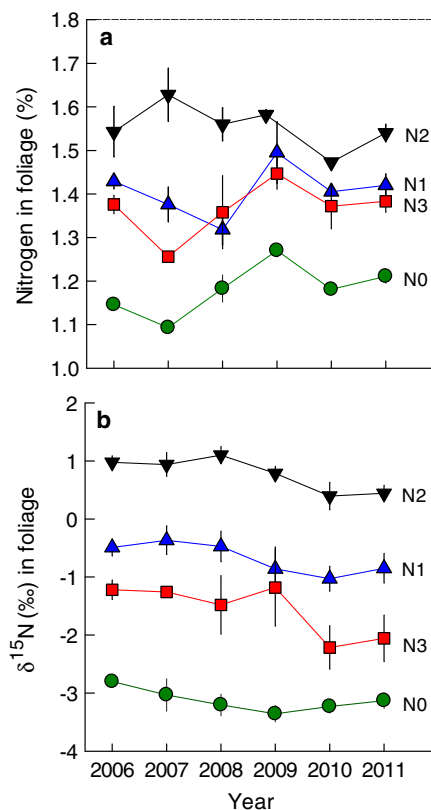 a
Nitrogen in foliage (%)
1.8
1.7
1.6
1.5
1.4
1.3
1.2
1.1
1.0
N2
N1
N3
N0
b
δ15N (‰) in foliage
2
1
0
-1
-2
-3
-4
N2
N1
N3
N0
2006 2007 2008 2009 2010 2011
Year